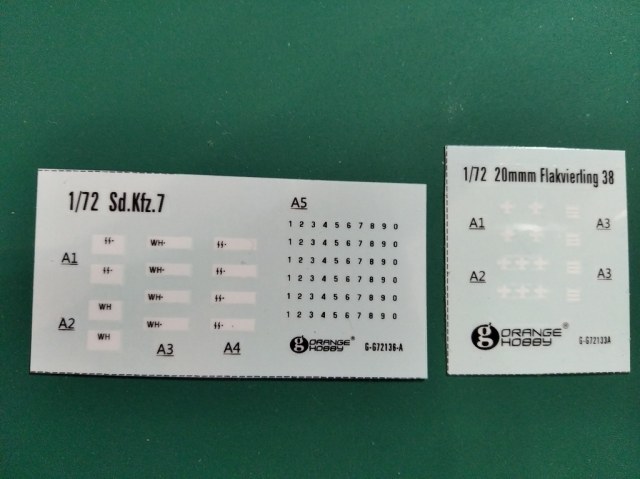 1/72 Sd.Kfz.7
A5
1 2 3 4 5 6 7 8 9 0
1 2 3 4 5 6 7 8 9 0
1 2 3 4 5 6 7 8 9 0
1 2 3 4 5 6 7 8 9 0
1 2 3 4 5 6 7 8 9 0
1 2 3 4 5 6 7 8 9 0
A1
WH-
WH-
A2
WH
WH-
WH
WH-
A3
A4
g ORANGE HOBBY®
G-G72136-A
1/72 20mmm Flakvierling 38
A1
A3
A2
A3
g ORANGE HOBBY®
G-G72133A